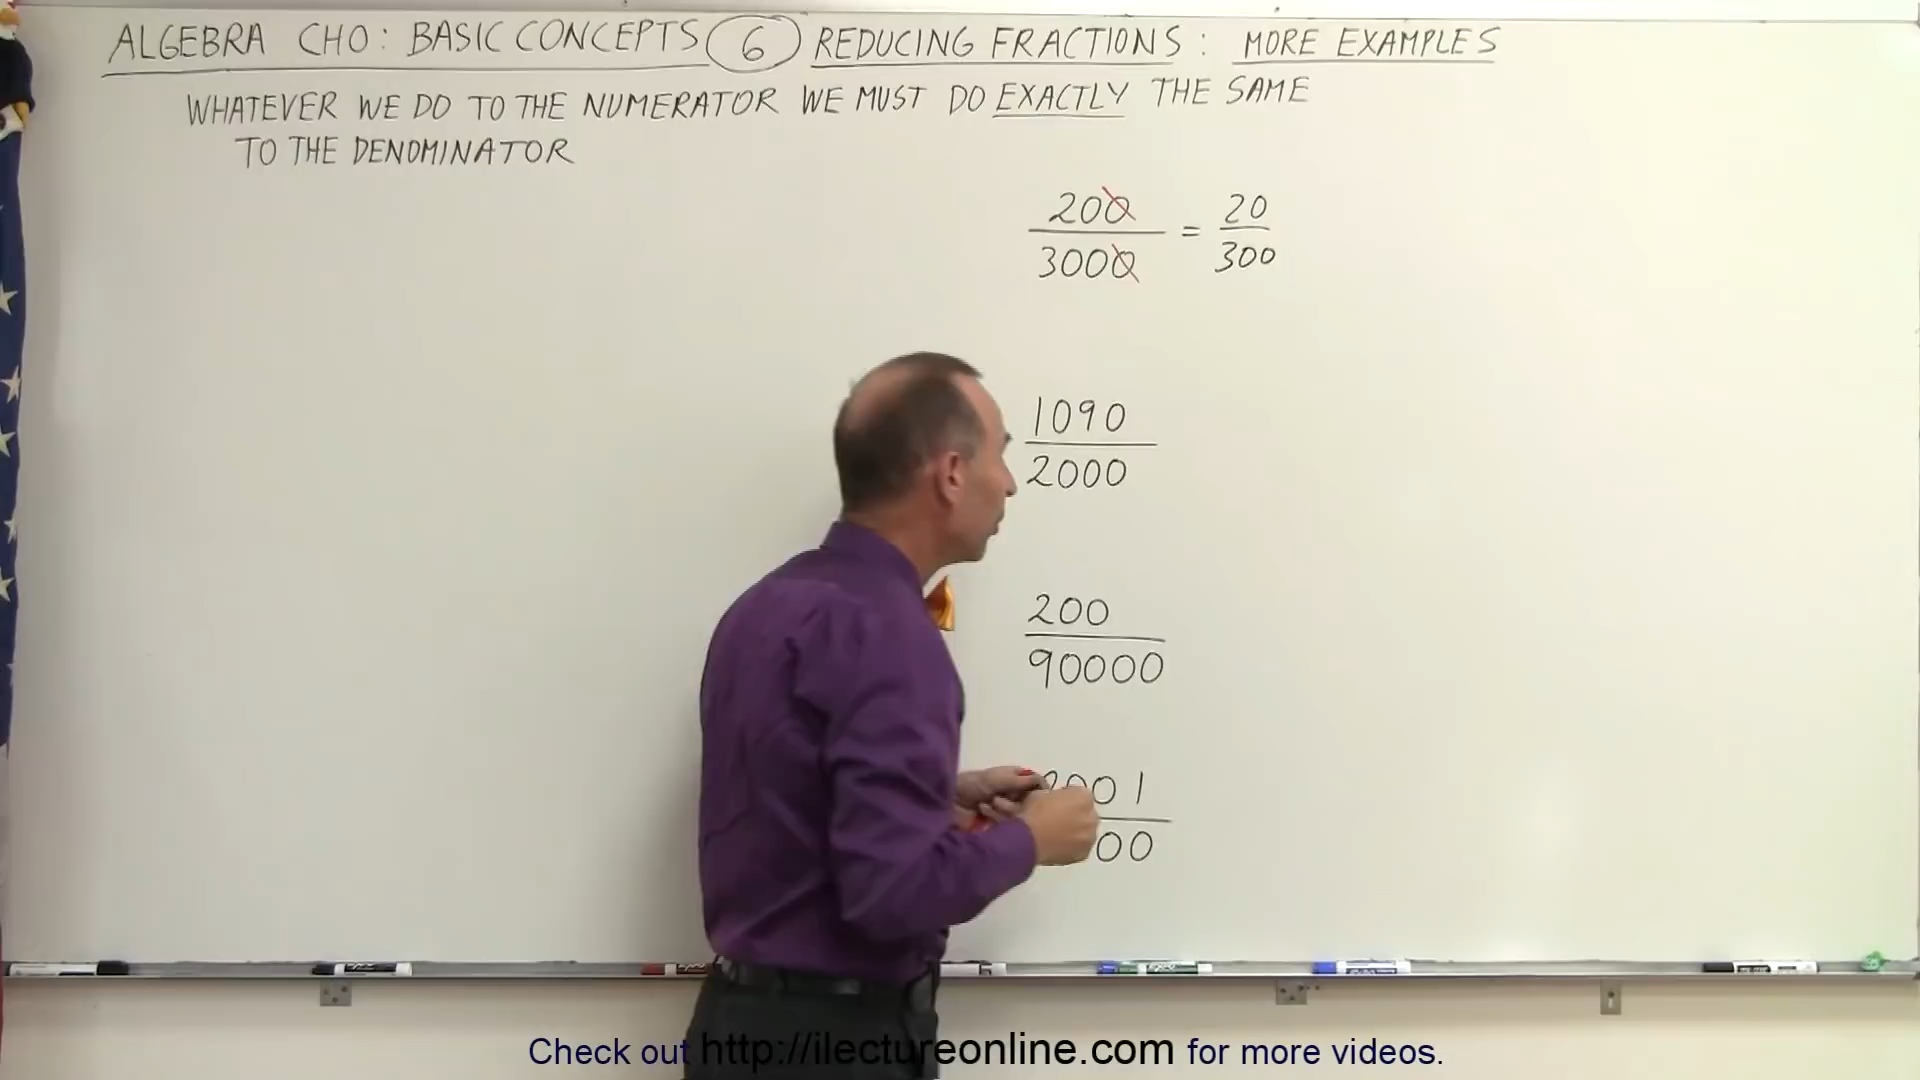 ALGEBRA CHO: BASIC CONCEPTS 6 REDUCING FRACTIONS: MORE EXAMPLES
WHATEVER WE DO TO THE NUMERATOR WE MUST DO EXACTLY THE SAME
TO THE DENOMINATOR
200/3000 = 20/300
1090/2000
200/90000
Check out http://ilectureonline.com for more videos.